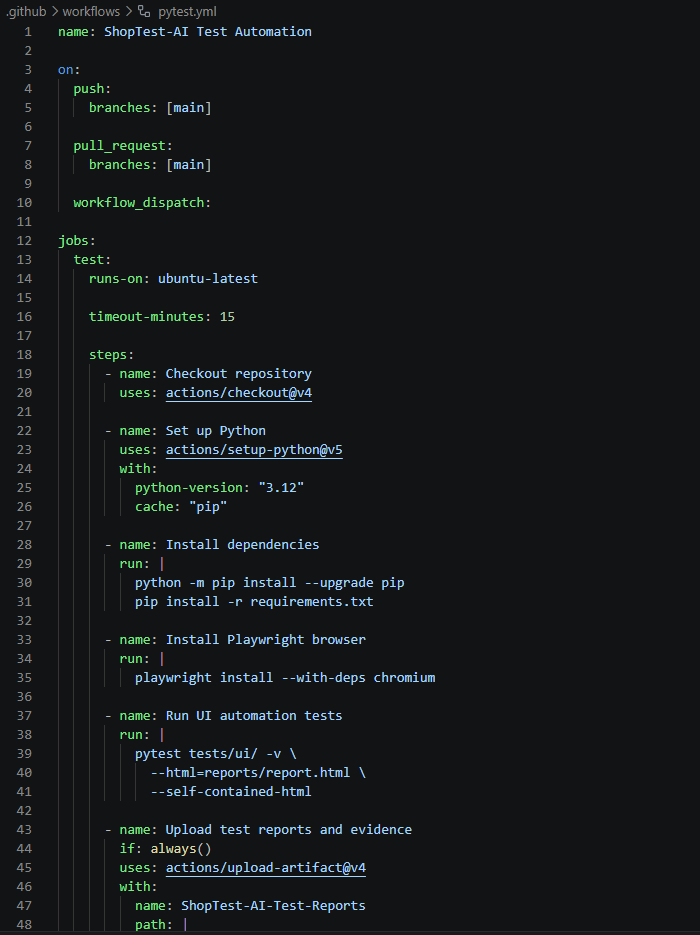 .github > workflows > pytest.yml
1 name: ShopTest-AI Test Automation
2
3 on:
4   push:
5     branches: [main]
6
7   pull_request:
8     branches: [main]
9
10   workflow_dispatch:
11
12 jobs:
13   test:
14     runs-on: ubuntu-latest
15
16     timeout-minutes: 15
17
18     steps:
19       - name: Checkout repository
20         uses: actions/checkout@v4
21
22       - name: Set up Python
23         uses: actions/setup-python@v5
24         with:
25           python-version: "3.12"
26           cache: "pip"
27
28       - name: Install dependencies
29         run: |
30           python -m pip install --upgrade pip
31           pip install -r requirements.txt
32
33       - name: Install Playwright browser
34         run: |
35           playwright install --with-deps chromium
36
37       - name: Run UI automation tests
38         run: |
39           pytest tests/ui/ -v \
40             --html=reports/report.html \
41             --self-contained-html
42
43       - name: Upload test reports and evidence
44         if: always()
45         uses: actions/upload-artifact@v4
46         with:
47           name: ShopTest-AI-Test-Reports
48           path: |